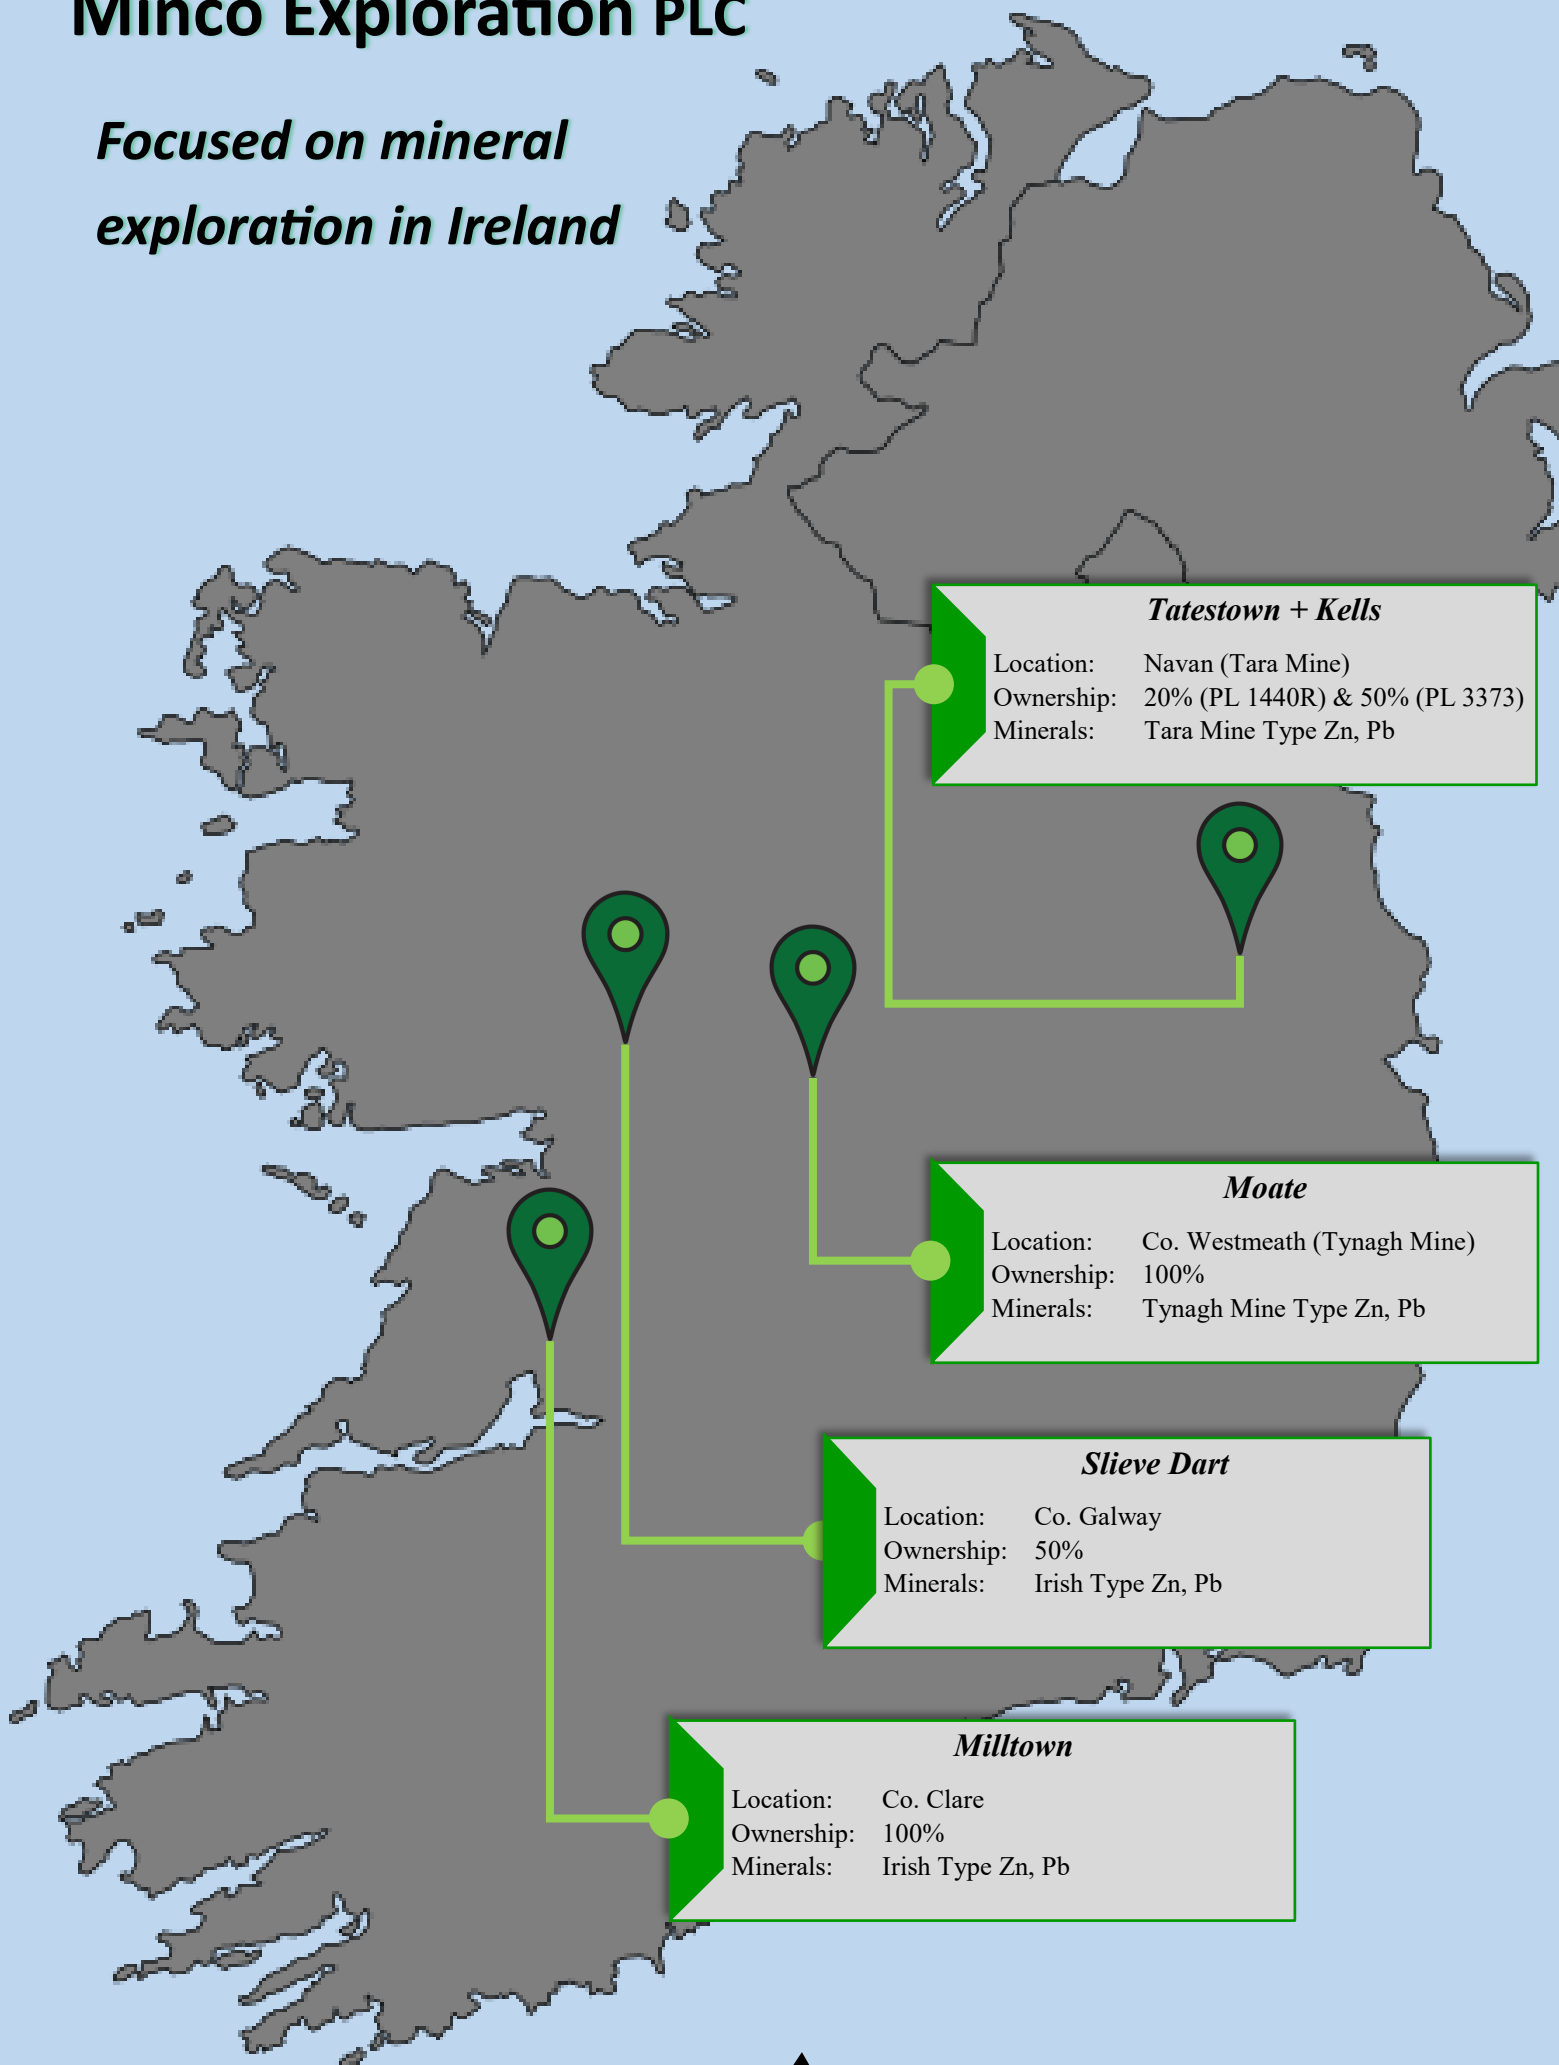 Minco Exploration PLC
Focused on mineral
exploration in Ireland
Tatestown + Kells
Location: Navan (Tara Mine)
Ownership: 20% (PL 1440R) & 50% (PL 3373)
Minerals: Tara Mine Type Zn, Pb
Moate
Location: Co. Westmeath (Tynagh Mine)
Ownership: 100%
Minerals: Tynagh Mine Type Zn, Pb
Slieve Dart
Location: Co. Galway
Ownership: 50%
Minerals: Irish Type Zn, Pb
Milltown
Location: Co. Clare
Ownership: 100%
Minerals: Irish Type Zn, Pb